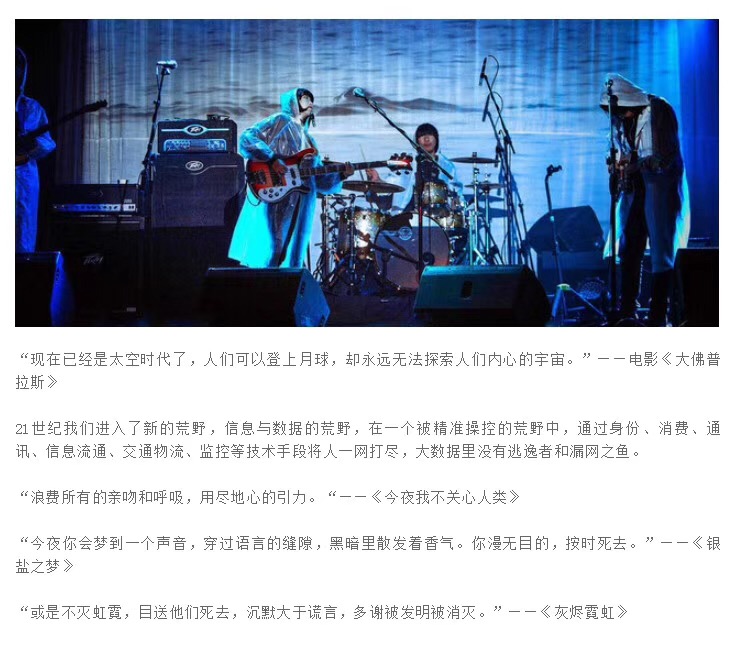 PEAVEY
PEAVEY
“现在已经是太空时代了，人们可以登上月球，却永远无法探索人们内心的宇宙。”－－电影《大佛普
拉斯》
21世纪我们进入了新的荒野，信息与数据的荒野，在一个被精准操控的荒野中，通过身份、消费、通
讯、信息流通、交通物流、监控等技术手段将人一网打尽，大数据里没有逃逸者和漏网之鱼。
“浪费所有的亲吻和呼吸，用尽地心的引力。“－－《今夜我不关心人类》
“今夜你会梦到一个声音，穿过语言的缝隙，黑暗里散发着香气。你漫无目的，按时死去。”－－《银
盐之梦》
“或是不灭虹霓，目送他们死去，沉默大于谎言，多谢被发明被消灭。”－－《灰烬霓虹》